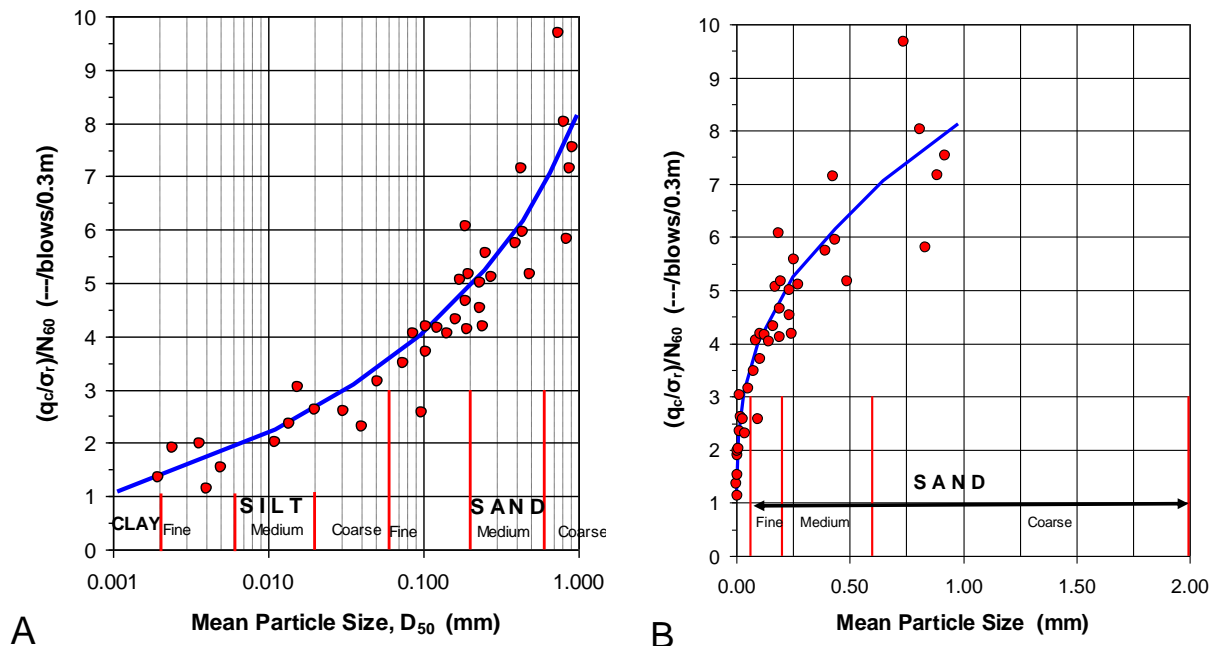 10
9
8
7
6
5
4
3
2
1
0
(qc/σr)/N60 (---/blows/0.3m)
CLAY
SILT
SAND
Fine
Medium
Coarse
Fine
Medium
Coarse
0.001
0.010
0.100
1.000
Mean Particle Size, D50 (mm)
A
10
9
8
7
6
5
4
3
2
1
0
(qc/σr)/N60 (---/blows/0.3m)
SAND
Fine
Medium
Coarse
0.00
0.50
1.00
1.50
2.00
Mean Particle Size (mm)
B